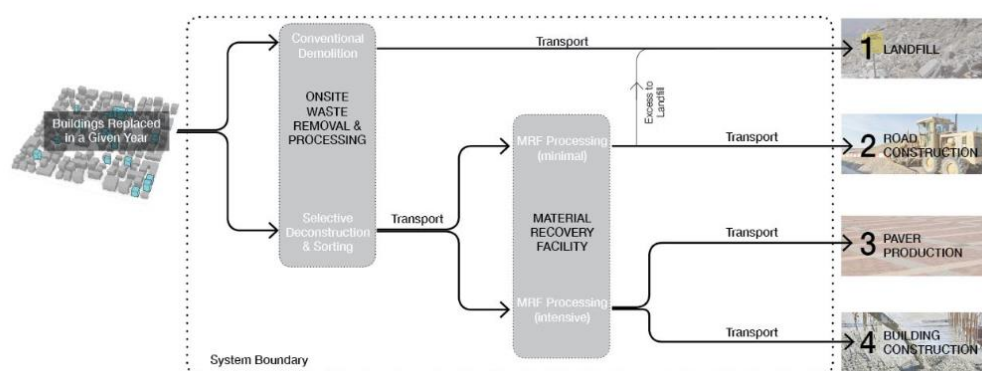 Buildings Replaced
in a Given Year
Conventional
Demolition
ONSITE
WASTE
REMOVAL &
PROCESSING
Selective
Deconstruction
& Sorting
Transport
MRF Processing
(minimal)
MATERIAL
RECOVERY
FACILITY
MRF Processing
(intensive)
Transport
Excess to
Landfill
Transport
Transport
Transport
1 LANDFILL
2 ROAD
CONSTRUCTION
3 PAVER
PRODUCTION
4 BUILDING
CONSTRUCTION
System Boundary